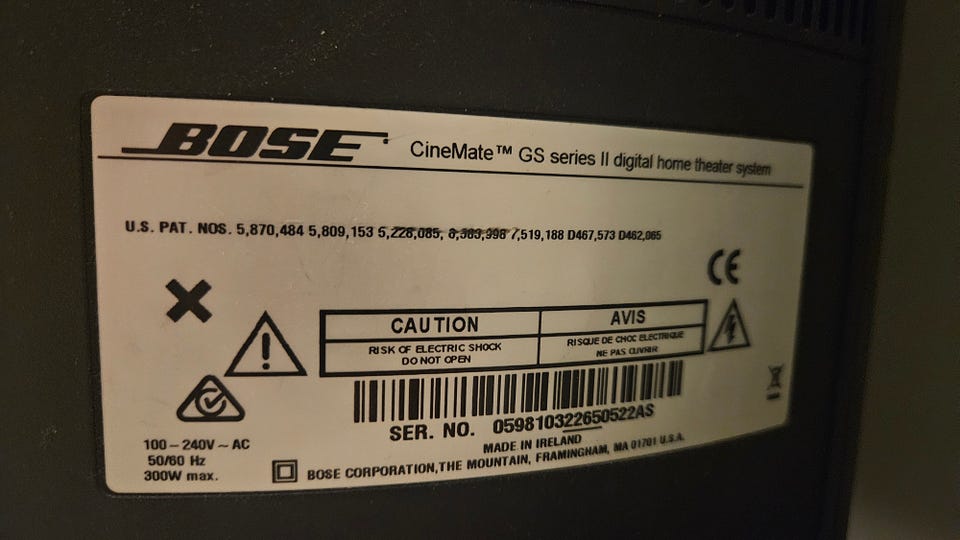 BOSE CineMate™ GS series II digital home theater system
U.S. PAT. NOS. 5,870,484 5,809,153 5,228,085, 8,383,998 7,519,188 D467,573 D462,065
CE
CAUTION
RISK OF ELECTRIC SHOCK
DO NOT OPEN
AVIS
RISQUE DE CHOC ELECTRIQUE
NE PAS OUVRIR
SER. NO. 059810322650522AS
MADE IN IRELAND
100 – 240V ~ AC
50/60 Hz
300W max.
BOSE CORPORATION, THE MOUNTAIN, FRAMINGHAM, MA 01701 U.S.A.